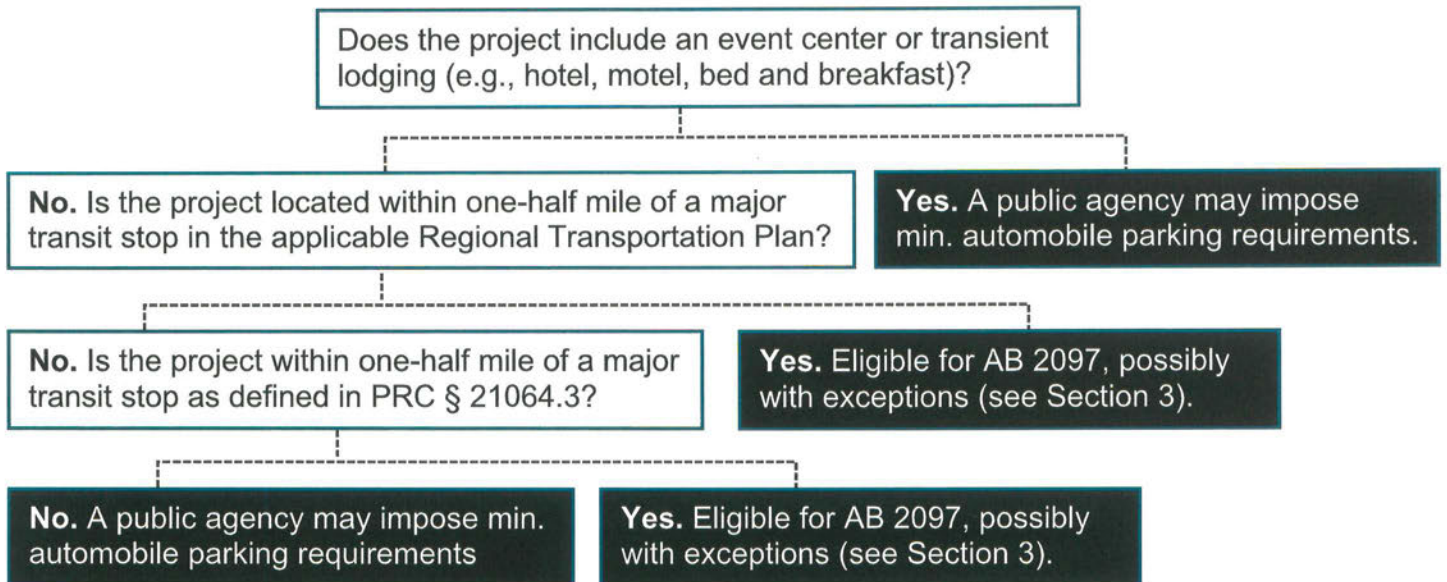 Does the project include an event center or transient
lodging (e.g., hotel, motel, bed and breakfast)?
No. Is the project located within one-half mile of a major
transit stop in the applicable Regional Transportation Plan?
Yes. A public agency may impose
min. automobile parking requirements.
No. Is the project within one-half mile of a major
transit stop as defined in PRC § 21064.3?
Yes. Eligible for AB 2097, possibly
with exceptions (see Section 3).
No. A public agency may impose min.
automobile parking requirements
Yes. Eligible for AB 2097, possibly
with exceptions (see Section 3).